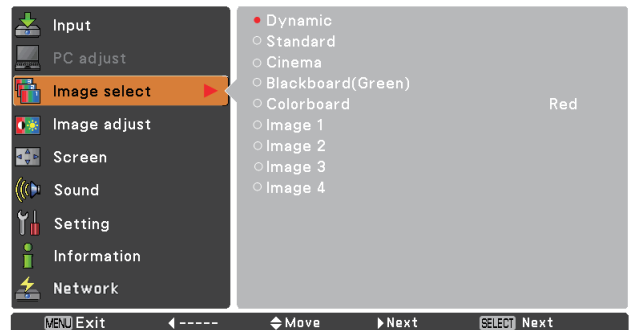 Input
PC adjust
Image select
Image adjust
Screen
Sound
Setting
Information
Network
Dynamic
Standard
Cinema
Blackboard(Green)
Colorboard Red
Image 1
Image 2
Image 3
Image 4
MENU Exit ----- Move Next SELECT Next